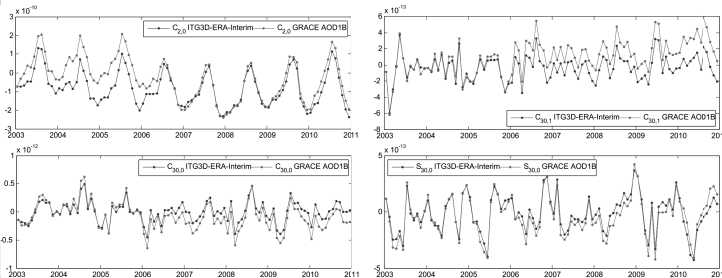 x 10⁻¹⁰
C2,0 ITG3D-ERA-Interim C2,0 GRACE AOD1B
2
1
0
-1
-2
-3
2003 2004 2005 2006 2007 2008 2009 2010 2011
x 10⁻¹³
6
4
2
0
-2
-4
-6
-8
C30,1 ITG3D-ERA-Interim C30,1 GRACE AOD1B
2003 2004 2005 2006 2007 2008 2009 2010 2011
x 10⁻¹²
1
C30,0 ITG3D-ERA-Interim C30,0 GRACE AOD1B
0.5
0
-0.5
-1
2003 2004 2005 2006 2007 2008 2009 2010 2011
x 10⁻¹³
5
S30,0 ITG3D-ERA-Interim S30,0 GRACE AOD1B
0
-5
2003 2004 2005 2006 2007 2008 2009 2010 2011